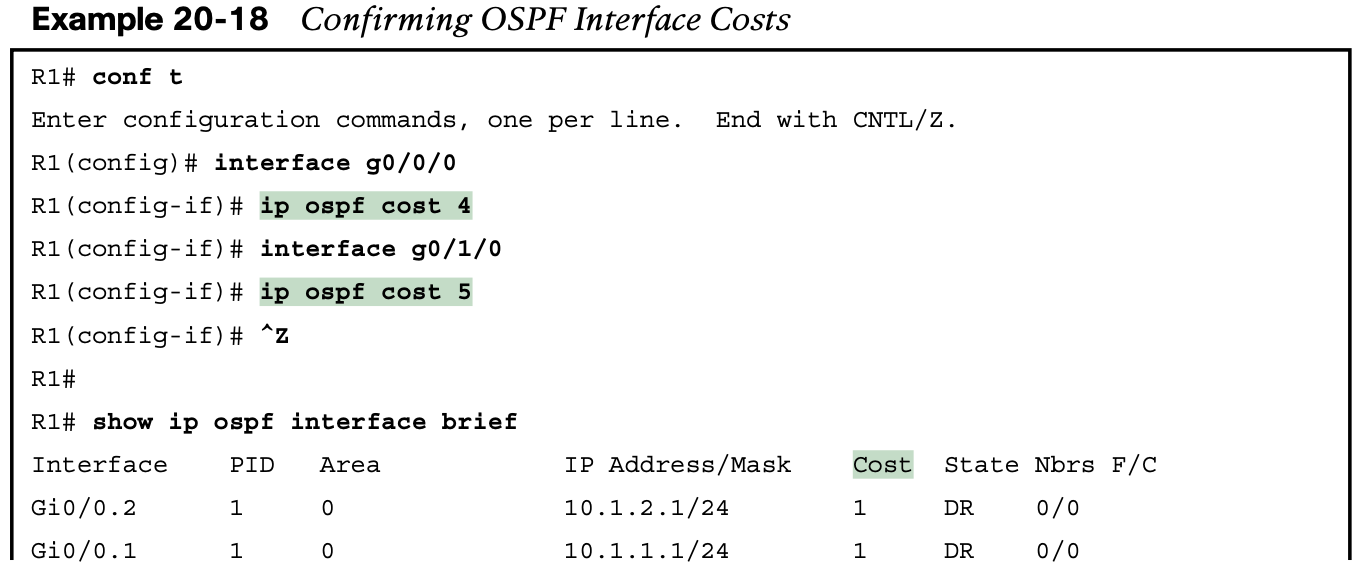 Example 20-18 Confirming OSPF Interface Costs
R1# conf t
Enter configuration commands, one per line. End with CNTL/Z.
R1(config)# interface g0/0/0
R1(config-if)# ip ospf cost 4
R1(config-if)# interface g0/1/0
R1(config-if)# ip ospf cost 5
R1(config-if)# ^Z
R1#
R1# show ip ospf interface brief
Interface PID Area IP Address/Mask Cost State Nbrs F/C
Gi0/0.2 1 0 10.1.2.1/24 1 DR 0/0
Gi0/0.1 1 0 10.1.1.1/24 1 DR 0/0